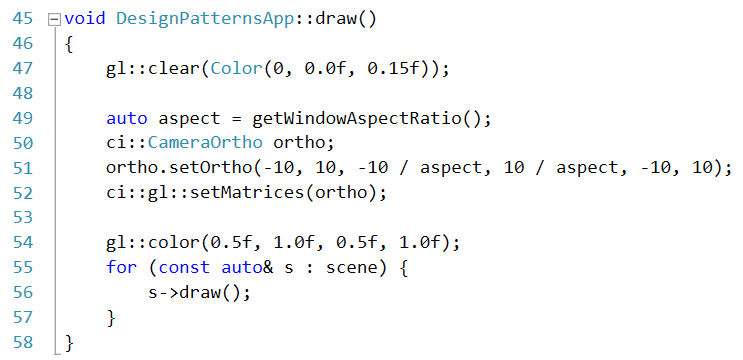 45 void DesignPatternsApp::draw()
46 {
47     gl::clear(Color(0, 0.0f, 0.15f));
48
49     auto aspect = getWindowAspectRatio();
50     ci::CameraOrtho ortho;
51     ortho.setOrtho(-10, 10, -10 / aspect, 10 / aspect, -10, 10);
52     ci::gl::setMatrices(ortho);
53
54     gl::color(0.5f, 1.0f, 0.5f, 1.0f);
55     for (const auto& s : scene) {
56         s->draw();
57     }
58 }